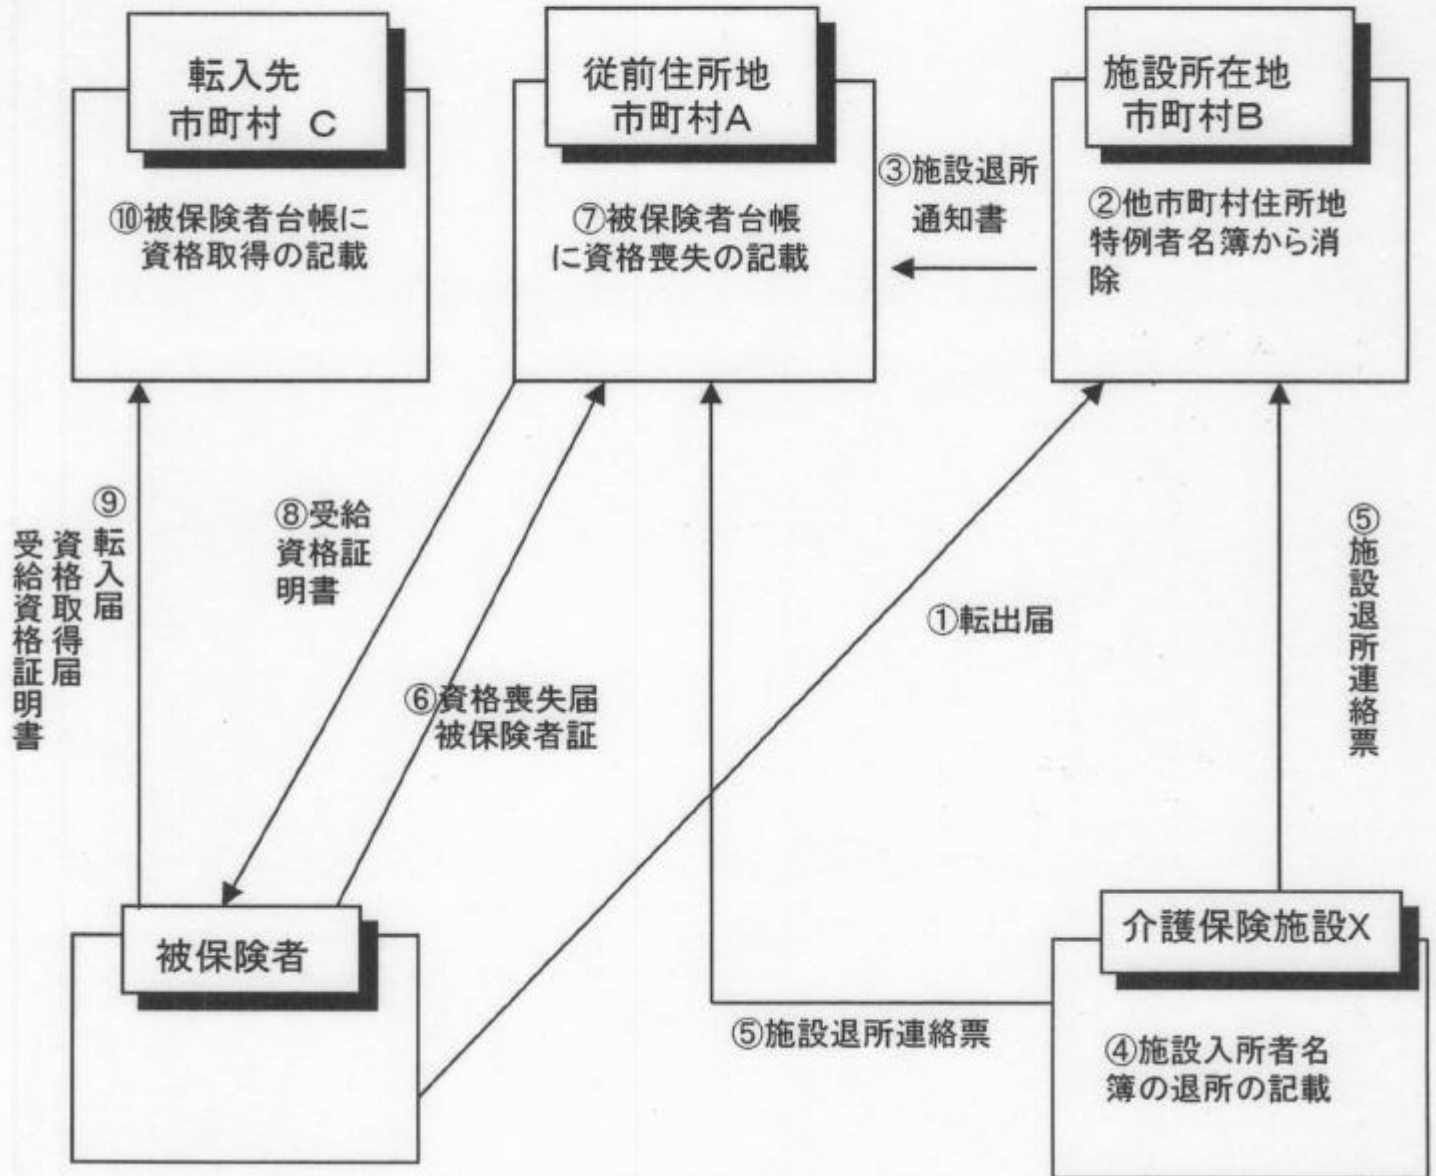 転入先
市町村 C
⑩被保険者台帳に
資格取得の記載
従前住所地
市町村A
⑦被保険者台帳
に資格喪失の記載
③施設退所
通知書
施設所在地
市町村B
②他市町村住所地
特例者名簿から消
除
⑨転入届
資格取得届
受給資格証明書
⑧受給
資格証
明書
⑥資格喪失届
被保険者証
①転出届
⑤施設退所連絡票
被保険者
⑤施設退所連絡票
介護保険施設X
④施設入所者名
簿の退所の記載